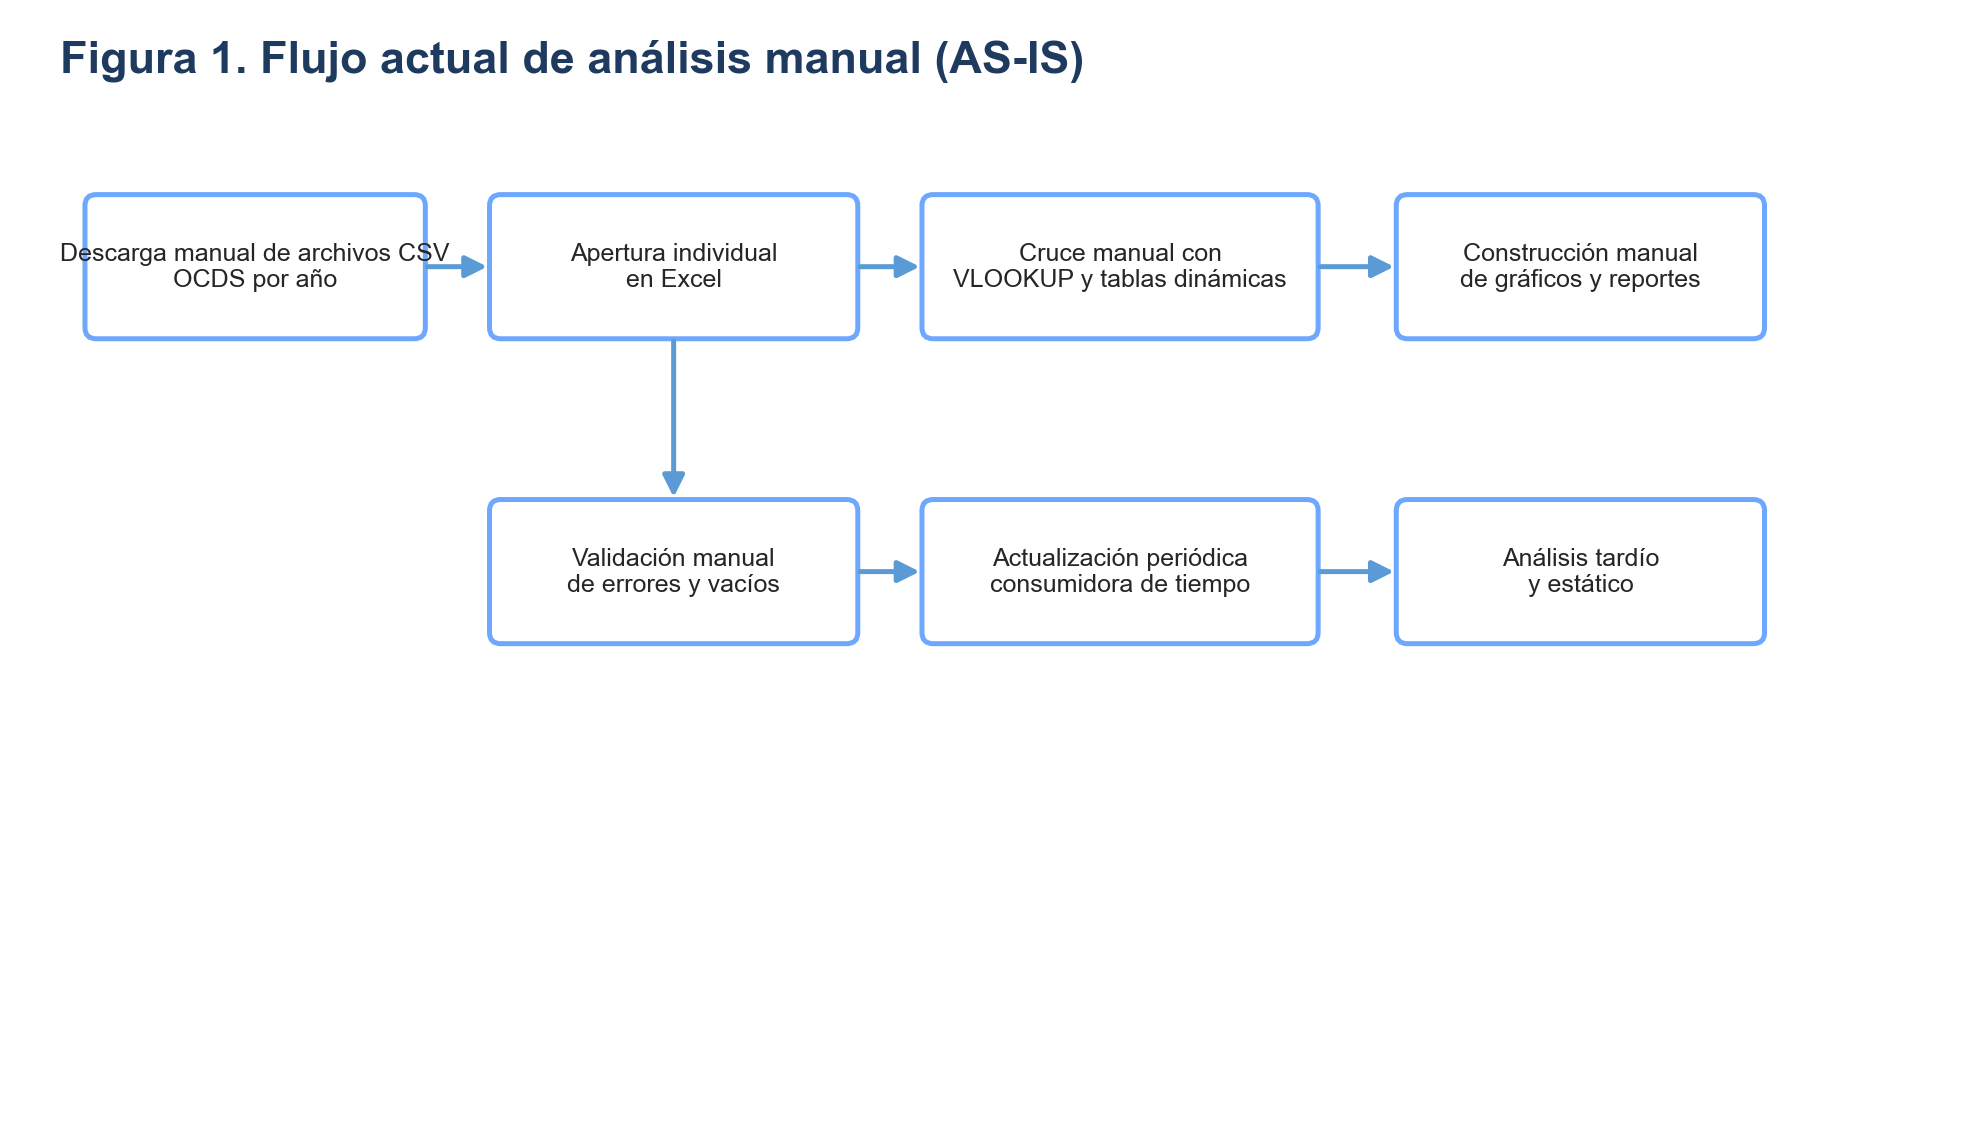 Figura 1. Flujo actual de análisis manual (AS-IS)
Descarga manual de archivos CSV
OCDS por año
Apertura individual
en Excel
Cruce manual con
VLOOKUP y tablas dinámicas
Construcción manual
de gráficos y reportes
Validación manual
de errores y vacíos
Actualización periódica
consumidora de tiempo
Análisis tardío
y estático